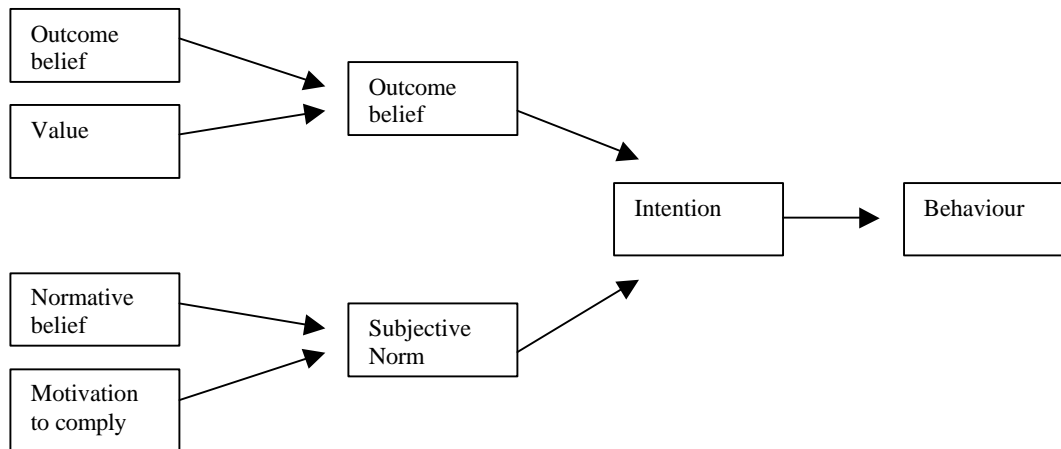 Outcome
belief
Value
Outcome
belief
Intention
Behaviour
Normative
belief
Subjective
Norm
Motivation
to comply